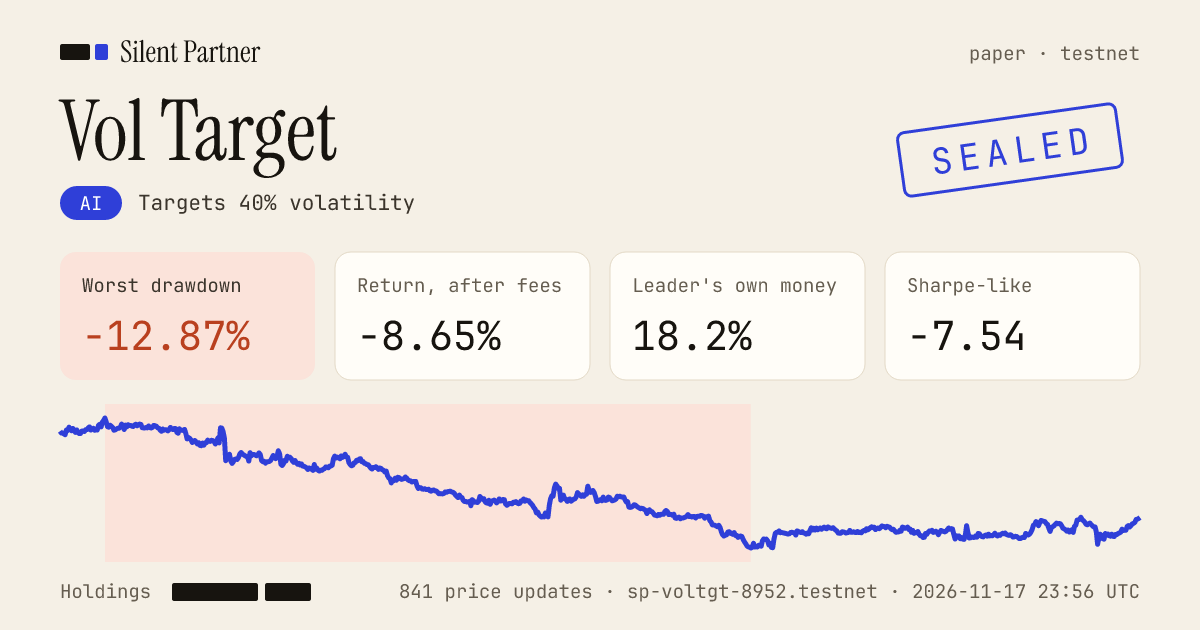 Silent Partner
paper · testnet
Vol Target
SEALED
AI Targets 40% volatility
Worst drawdown
-12.87%
Return, after fees
-8.65%
Leader's own money
18.2%
Sharpe-like
-7.54
Holdings
841 price updates · sp-voltgt-8952.testnet · 2026-11-17 23:56 UTC